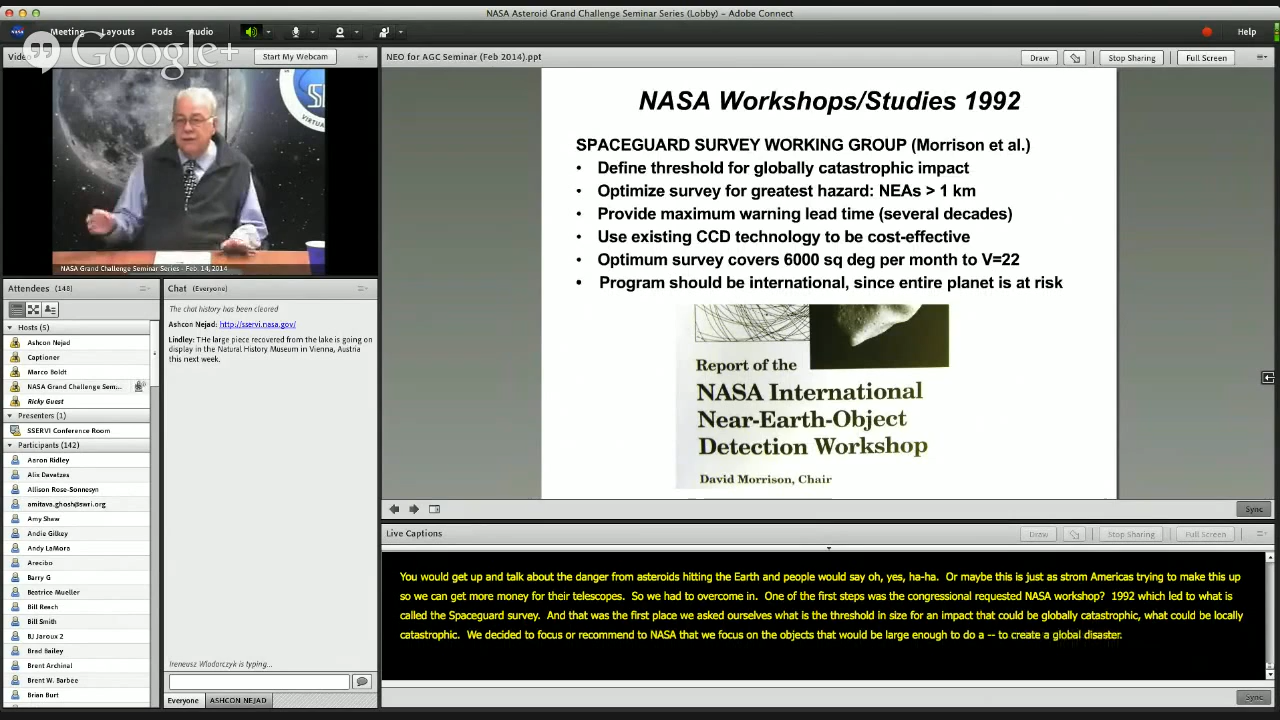 NASA Asteroid Grand Challenge Seminar Series (Lobby) - Adobe Connect
Meeting Layouts Pods Audio Help
Google+
Video Start My Webcam
NASA Grand Challenge Seminar Series - Feb. 14, 2014
Attendees (148)
Hosts (5)
Ashcon Nejad
Captioner
Marco Boldt
NASA Grand Challenge Sem...
Ricky Guest
Presenters (1)
SSERVI Conference Room
Participants (142)
Aaron Ridley
Alix Davatzes
Allison Rose-Sonnesyn
amitava.ghosh@swri.org
Amy Shaw
Andie Gilkey
Andy LaMora
Arecibo
Barry G
Beatrice Mueller
Bill Reach
Bill Smith
BJ Jaroux 2
Brad Bailey
Brent Archinal
Brent W. Barbee
Brian Burt
Chat (Everyone)
The chat history has been cleared
Ashcon Nejad: http://sservi.nasa.gov/
Lindley: THe large piece recovered from the lake is going on
display in the Natural History Museum in Vienna, Austria
this next week.
Ireneusz Wlodarczyk is typing...
Everyone ASHCON NEJAD
NEO for AGC Seminar (Feb 2014).ppt
Draw Stop Sharing Full Screen
NASA Workshops/Studies 1992
SPACEGUARD SURVEY WORKING GROUP (Morrison et al.)
• Define threshold for globally catastrophic impact
• Optimize survey for greatest hazard: NEAs > 1 km
• Provide maximum warning lead time (several decades)
• Use existing CCD technology to be cost-effective
• Optimum survey covers 6000 sq deg per month to V=22
• Program should be international, since entire planet is at risk
Report of the
NASA International
Near-Earth-Object
Detection Workshop
David Morrison, Chair
Sync
Live Captions
Draw Stop Sharing Full Screen
You would get up and talk about the danger from asteroids hitting the Earth and people would say oh, yes, ha-ha. Or maybe this is just as strom Americas trying to make this up
so we can get more money for their telescopes. So we had to overcome in. One of the first steps was the congressional requested NASA workshop? 1992 which led to what is
called the Spaceguard survey. And that was the first place we asked ourselves what is the threshold in size for an impact that could be globally catastrophic, what could be locally
catastrophic. We decided to focus or recommend to NASA that we focus on the objects that would be large enough to do a -- to create a global disaster.
Sync